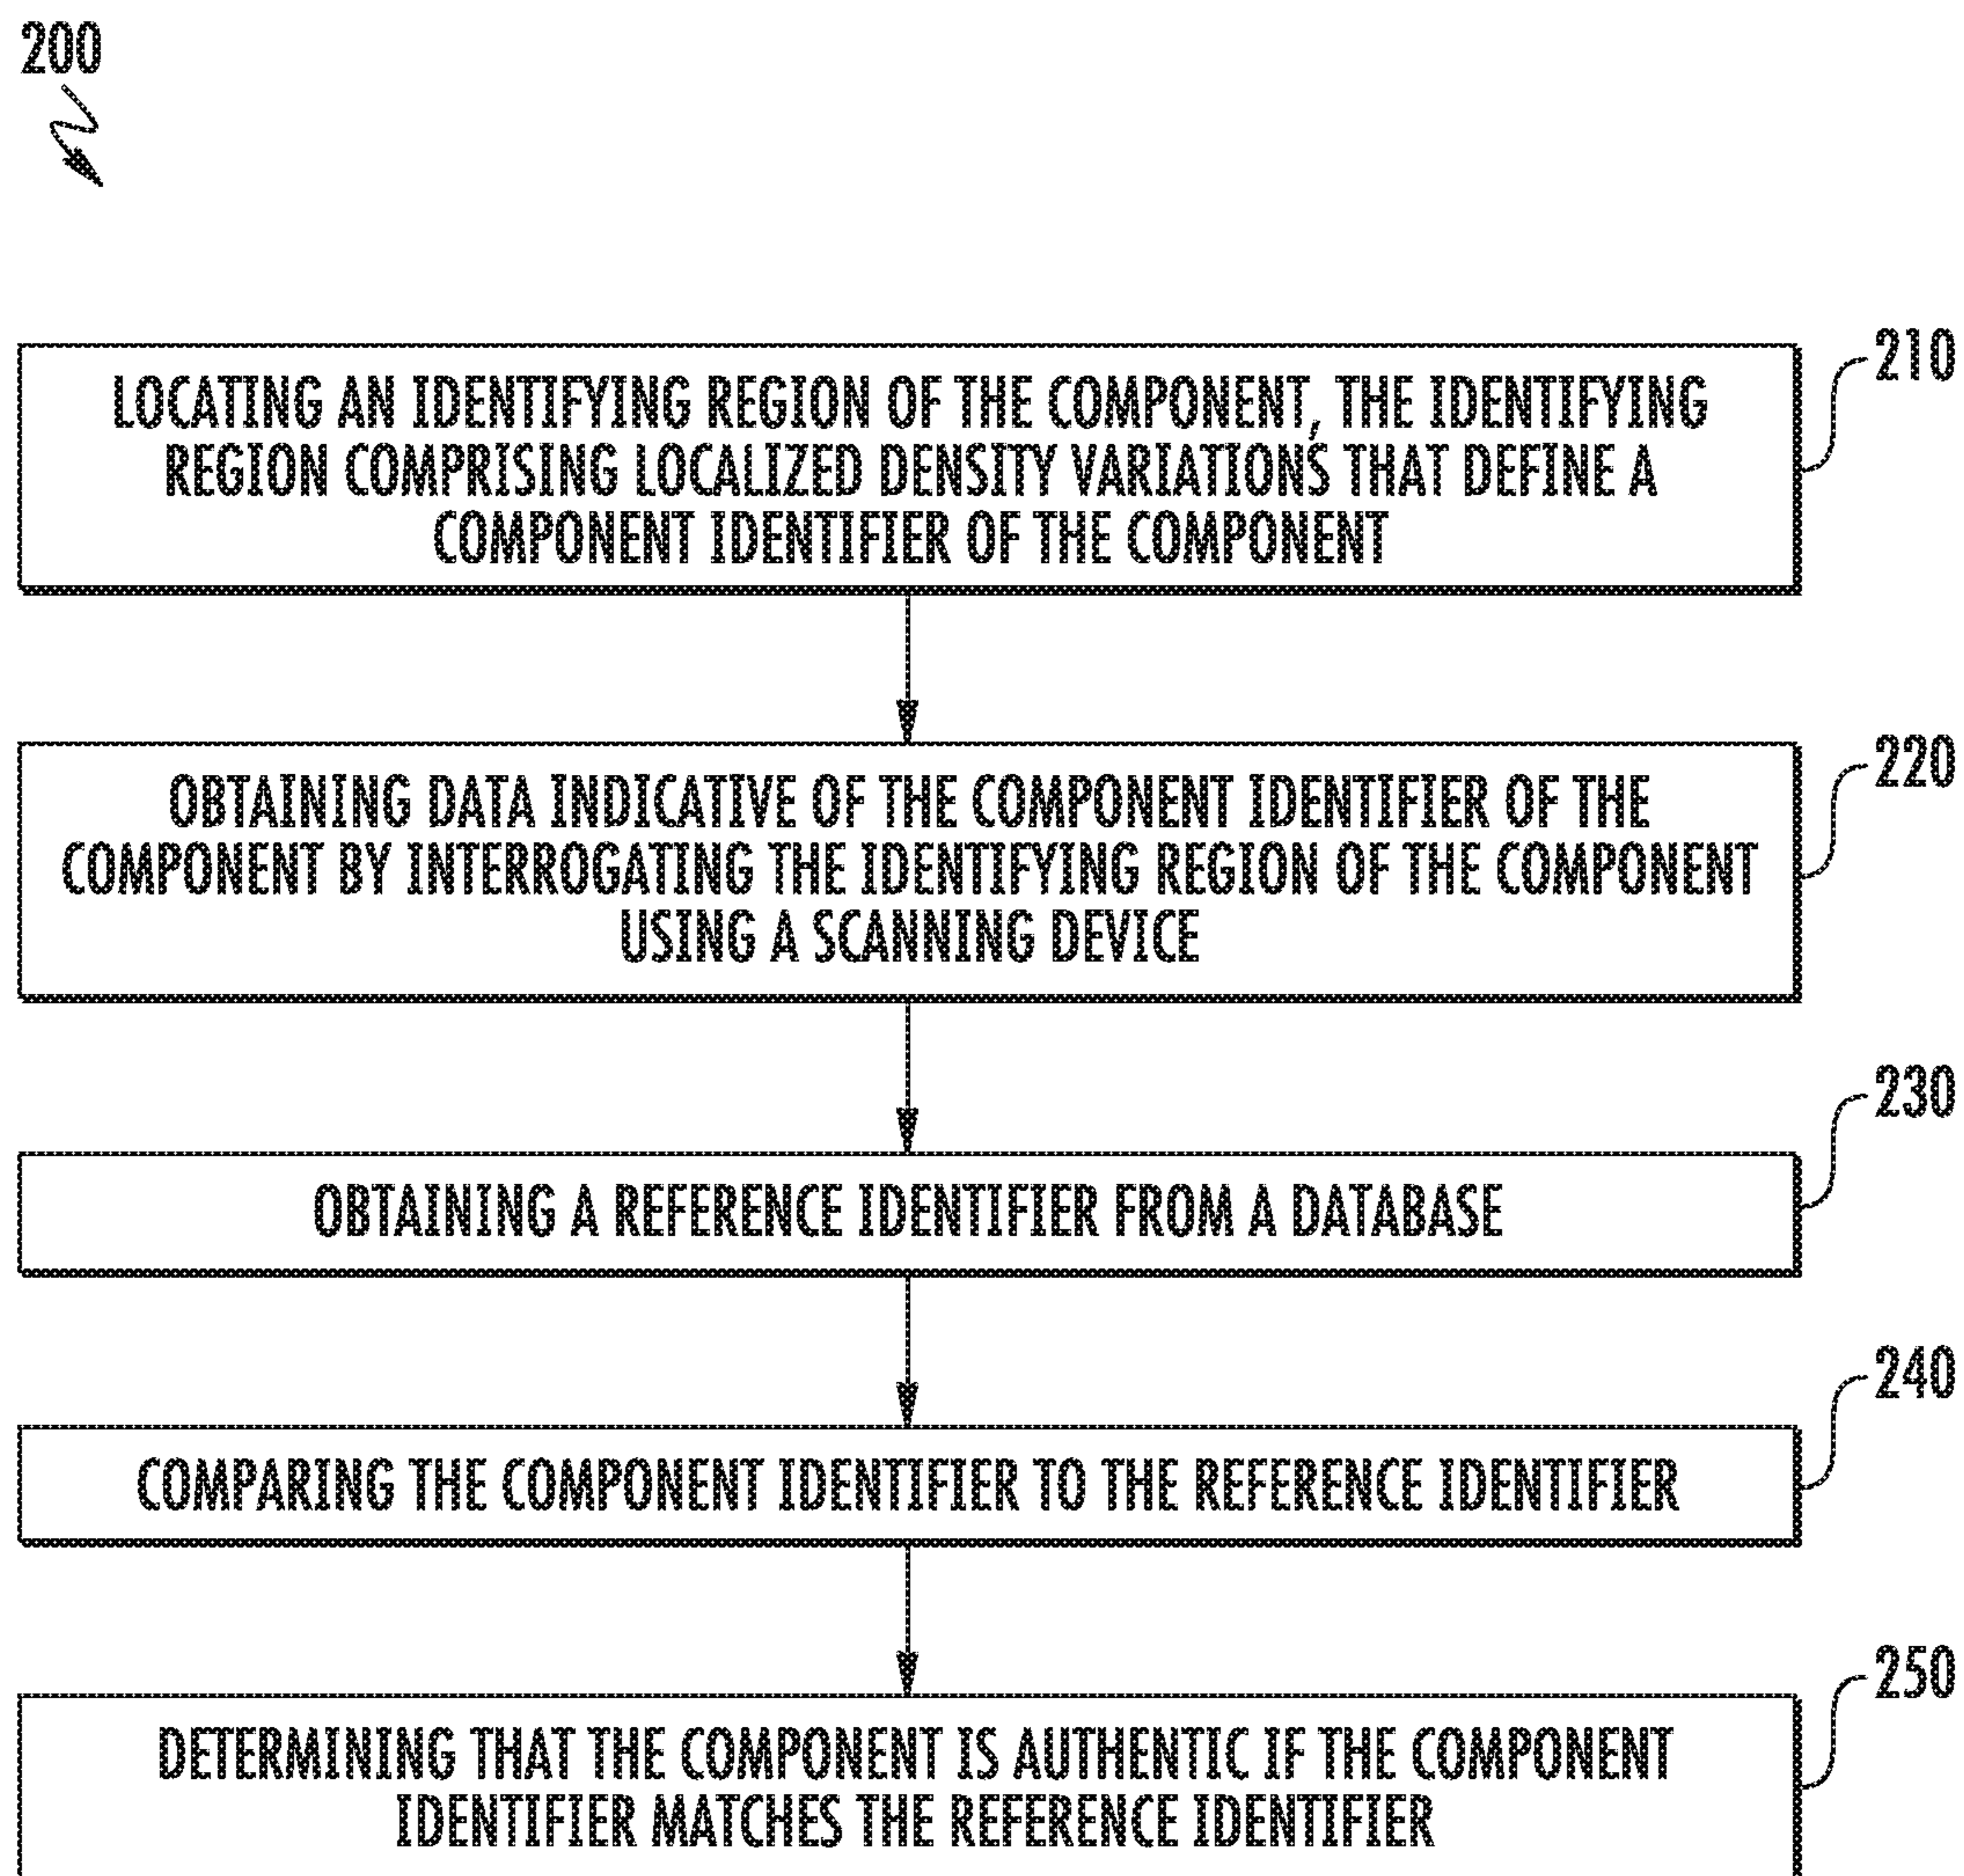 200
LOCATING AN IDENTIFYING REGION OF THE COMPONENT, THE IDENTIFYING
REGION COMPRISING LOCALIZED DENSITY VARIATIONS THAT DEFINE A
COMPONENT IDENTIFIER OF THE COMPONENT
210
OBTAINING DATA INDICATIVE OF THE COMPONENT IDENTIFIER OF THE
COMPONENT BY INTERROGATING THE IDENTIFYING REGION OF THE COMPONENT
USING A SCANNING DEVICE
220
OBTAINING A REFERENCE IDENTIFIER FROM A DATABASE
230
COMPARING THE COMPONENT IDENTIFIER TO THE REFERENCE IDENTIFIER
240
DETERMINING THAT THE COMPONENT IS AUTHENTIC IF THE COMPONENT
IDENTIFIER MATCHES THE REFERENCE IDENTIFIER
250